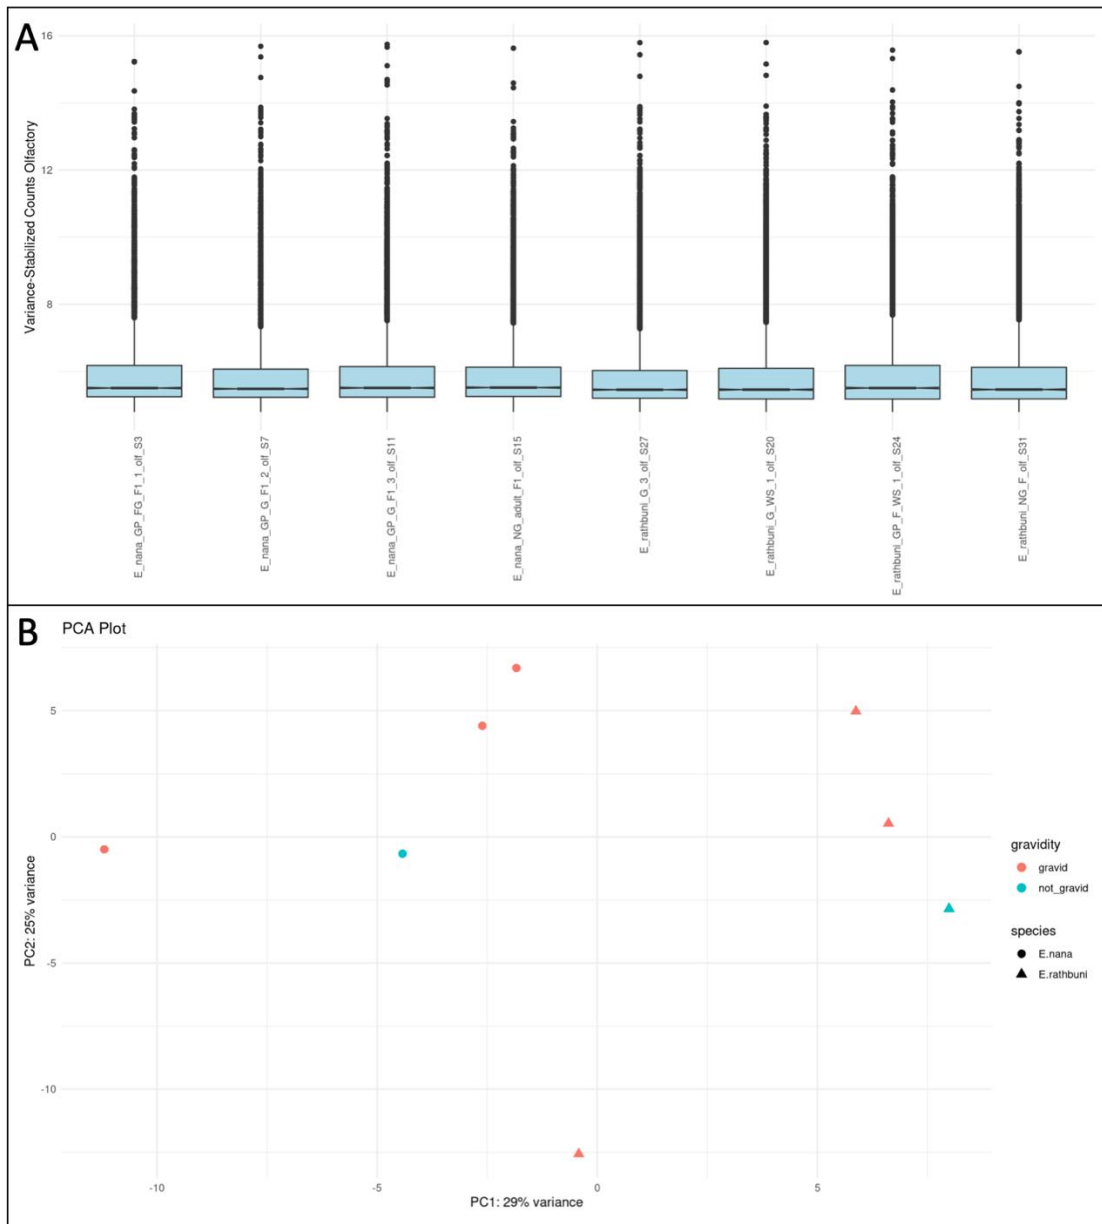 A
16
12
8
Variance-Stabilized Counts Olfactory
E_nana_GP_FG_F1_1_olf_S3
E_nana_GP_G_F1_2_olf_S7
E_nana_GP_G_F1_3_olf_S11
E_nana_NG_adult_F1_olf_S15
E_rathbuni_G_3_olf_S27
E_rathbuni_G_WS_1_olf_S20
E_rathbuni_GP_F_WS_1_olf_S24
E_rathbuni_NG_F_olf_S31
B
PCA Plot
5
0
-5
-10
PC2: 25% variance
-10
-5
0
5
PC1: 29% variance
gravidity
gravid
not_gravid
species
E.nana
E.rathbuni